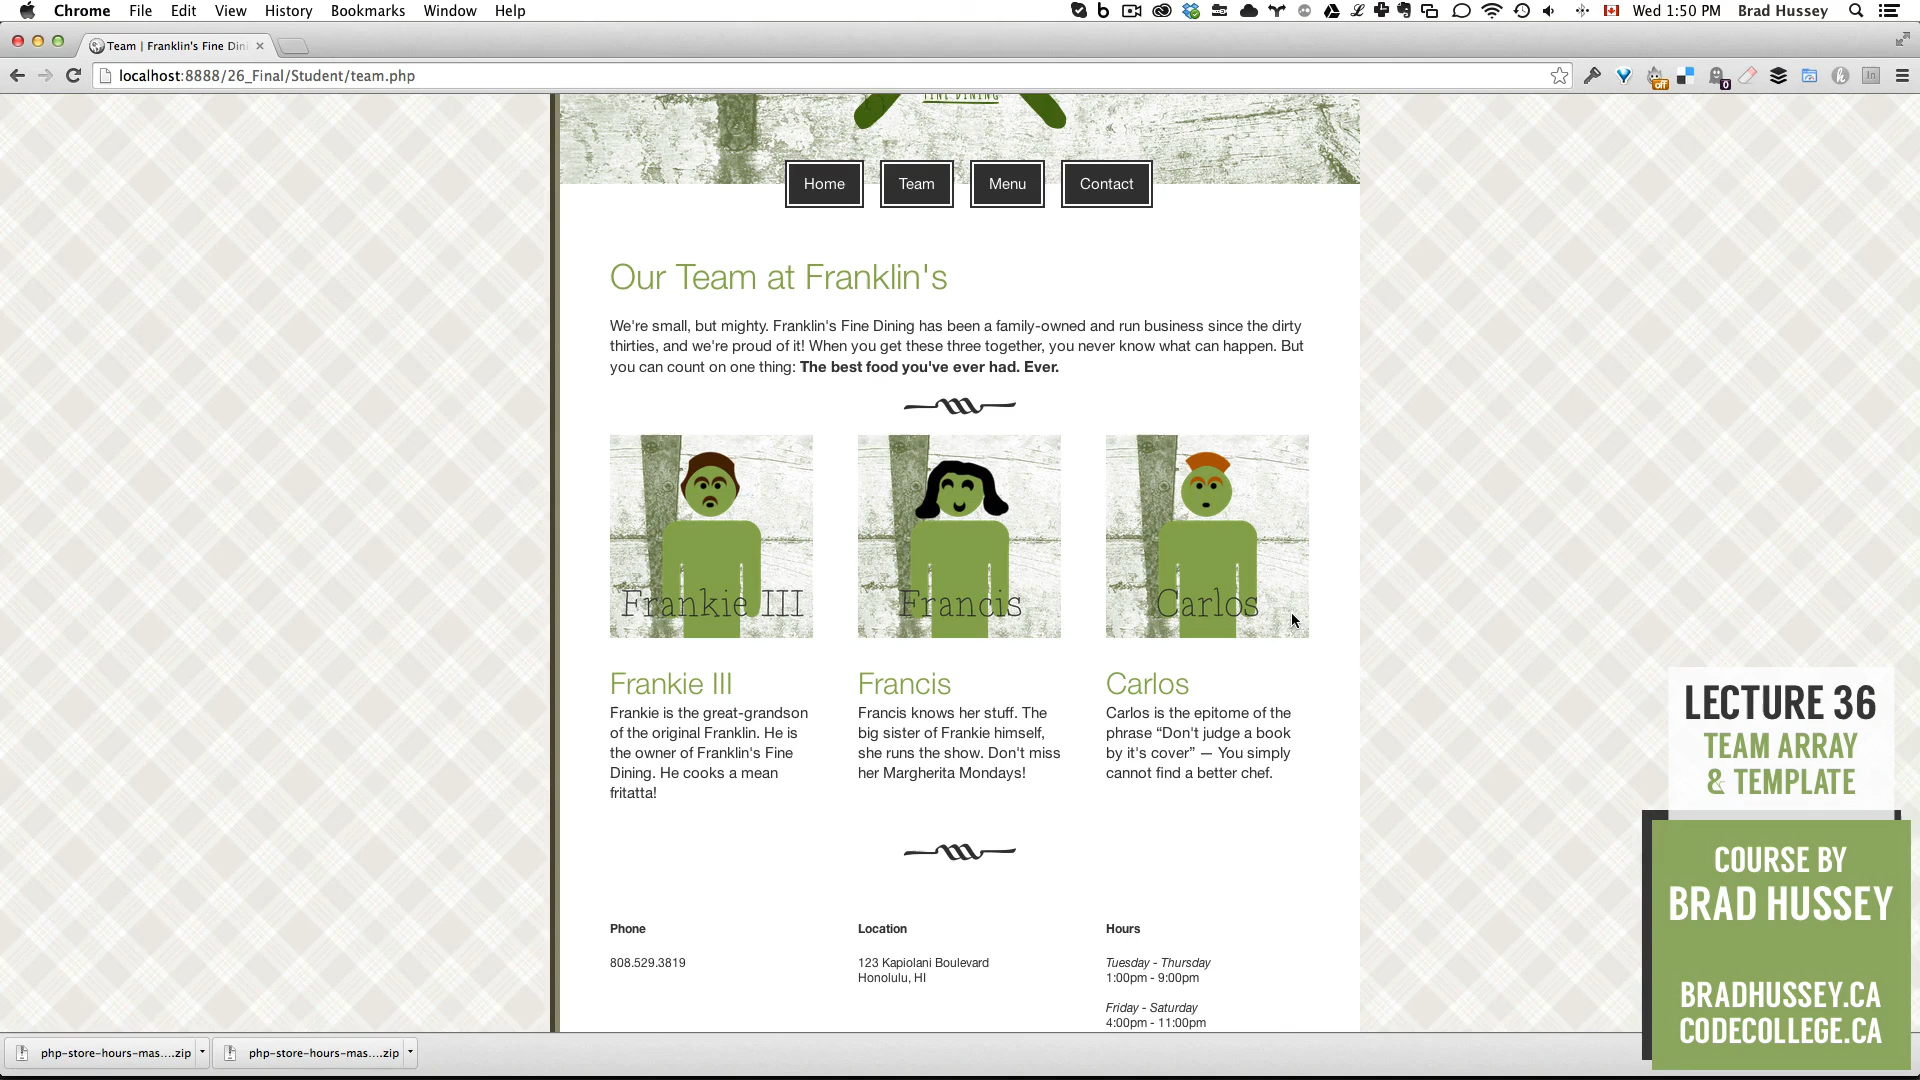 Chrome File Edit View History Bookmarks Window Help Wed 1:50 PM Brad Hussey
Team | Franklin's Fine Din
localhost:8888/26_Final/Student/team.php
off
0
In
FINE DINING
Home Team Menu Contact
Our Team at Franklin's
We're small, but mighty. Franklin's Fine Dining has been a family-owned and run business since the dirty
thirties, and we're proud of it! When you get these three together, you never know what can happen. But
you can count on one thing: The best food you've ever had. Ever.
Frankie III Francis Carlos
Frankie III
Frankie is the great-grandson
of the original Franklin. He is
the owner of Franklin's Fine
Dining. He cooks a mean
fritatta!
Francis
Francis knows her stuff. The
big sister of Frankie himself,
she runs the show. Don't miss
her Margherita Mondays!
Carlos
Carlos is the epitome of the
phrase “Don't judge a book
by it's cover” — You simply
cannot find a better chef.
Phone
808.529.3819
Location
123 Kapiolani Boulevard
Honolulu, HI
Hours
Tuesday - Thursday
1:00pm - 9:00pm
Friday - Saturday
4:00pm - 11:00pm
LECTURE 36
TEAM ARRAY
& TEMPLATE
COURSE BY
BRAD HUSSEY
BRADHUSSEY.CA
CODECOLLEGE.CA
php-store-hours-mas....zip php-store-hours-mas....zip